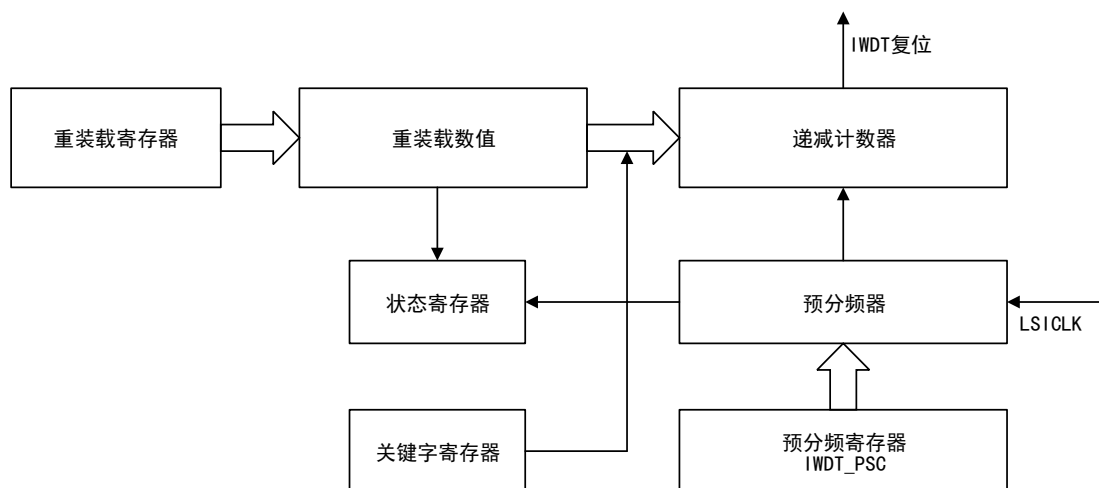 IWDT复位
重装载寄存器
重装载数值
递减计数器
状态寄存器
预分频器
LSICLK
关键字寄存器
预分频寄存器
IWDT_PSC